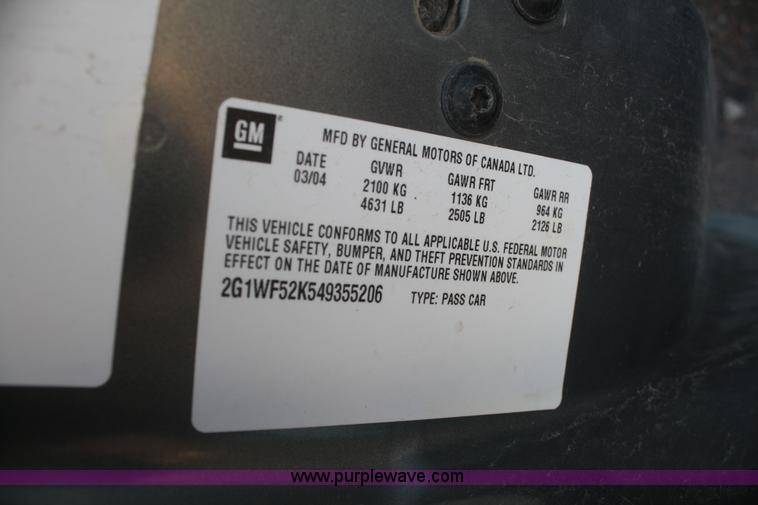 GM
MFD BY GENERAL MOTORS OF CANADA LTD.
DATE GVWR GAWR FRT GAWR RR
03/04 2100 KG 1136 KG 964 KG
4631 LB 2505 LB 2126 LB
THIS VEHICLE CONFORMS TO ALL APPLICABLE U.S. FEDERAL MOTOR
VEHICLE SAFETY, BUMPER, AND THEFT PREVENTION STANDARDS IN
EFFECT ON THE DATE OF MANUFACTURE SHOWN ABOVE.
2G1WF52K549355206 TYPE: PASS CAR
www.purplewave.com